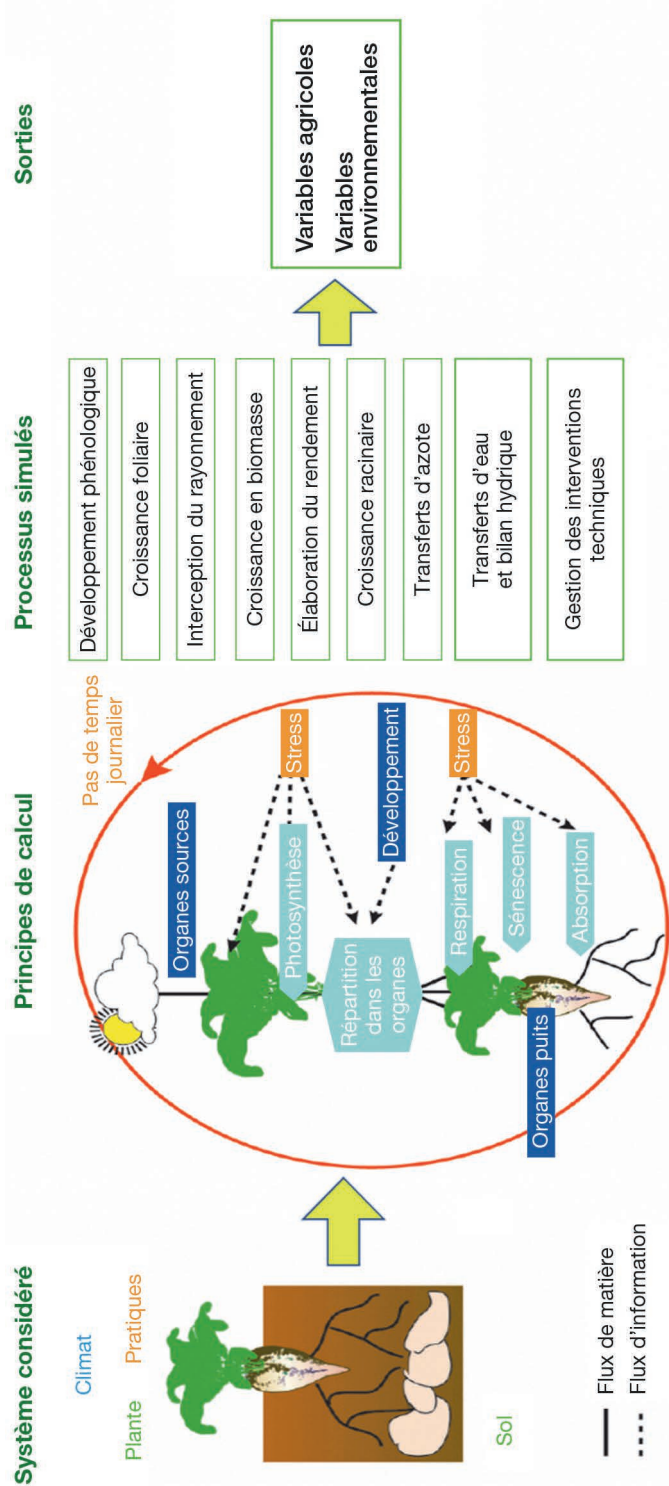 Système considéré
Climat
Plante
Pratiques
Sol
Flux de matière
Flux d'information
Principes de calcul
Pas de temps
journalier
Organes sources
Photosynthèse
Stress
Répartition
dans les
organes
Développement
Respiration
Sénescence
Absorption
Stress
Organes puits
Processus simulés
Développement phénologique
Croissance foliaire
Interception du rayonnement
Croissance en biomasse
Élaboration du rendement
Croissance racinaire
Transferts d'azote
Transferts d'eau
et bilan hydrique
Gestion des interventions
techniques
Sorties
Variables agricoles
Variables
environnementales